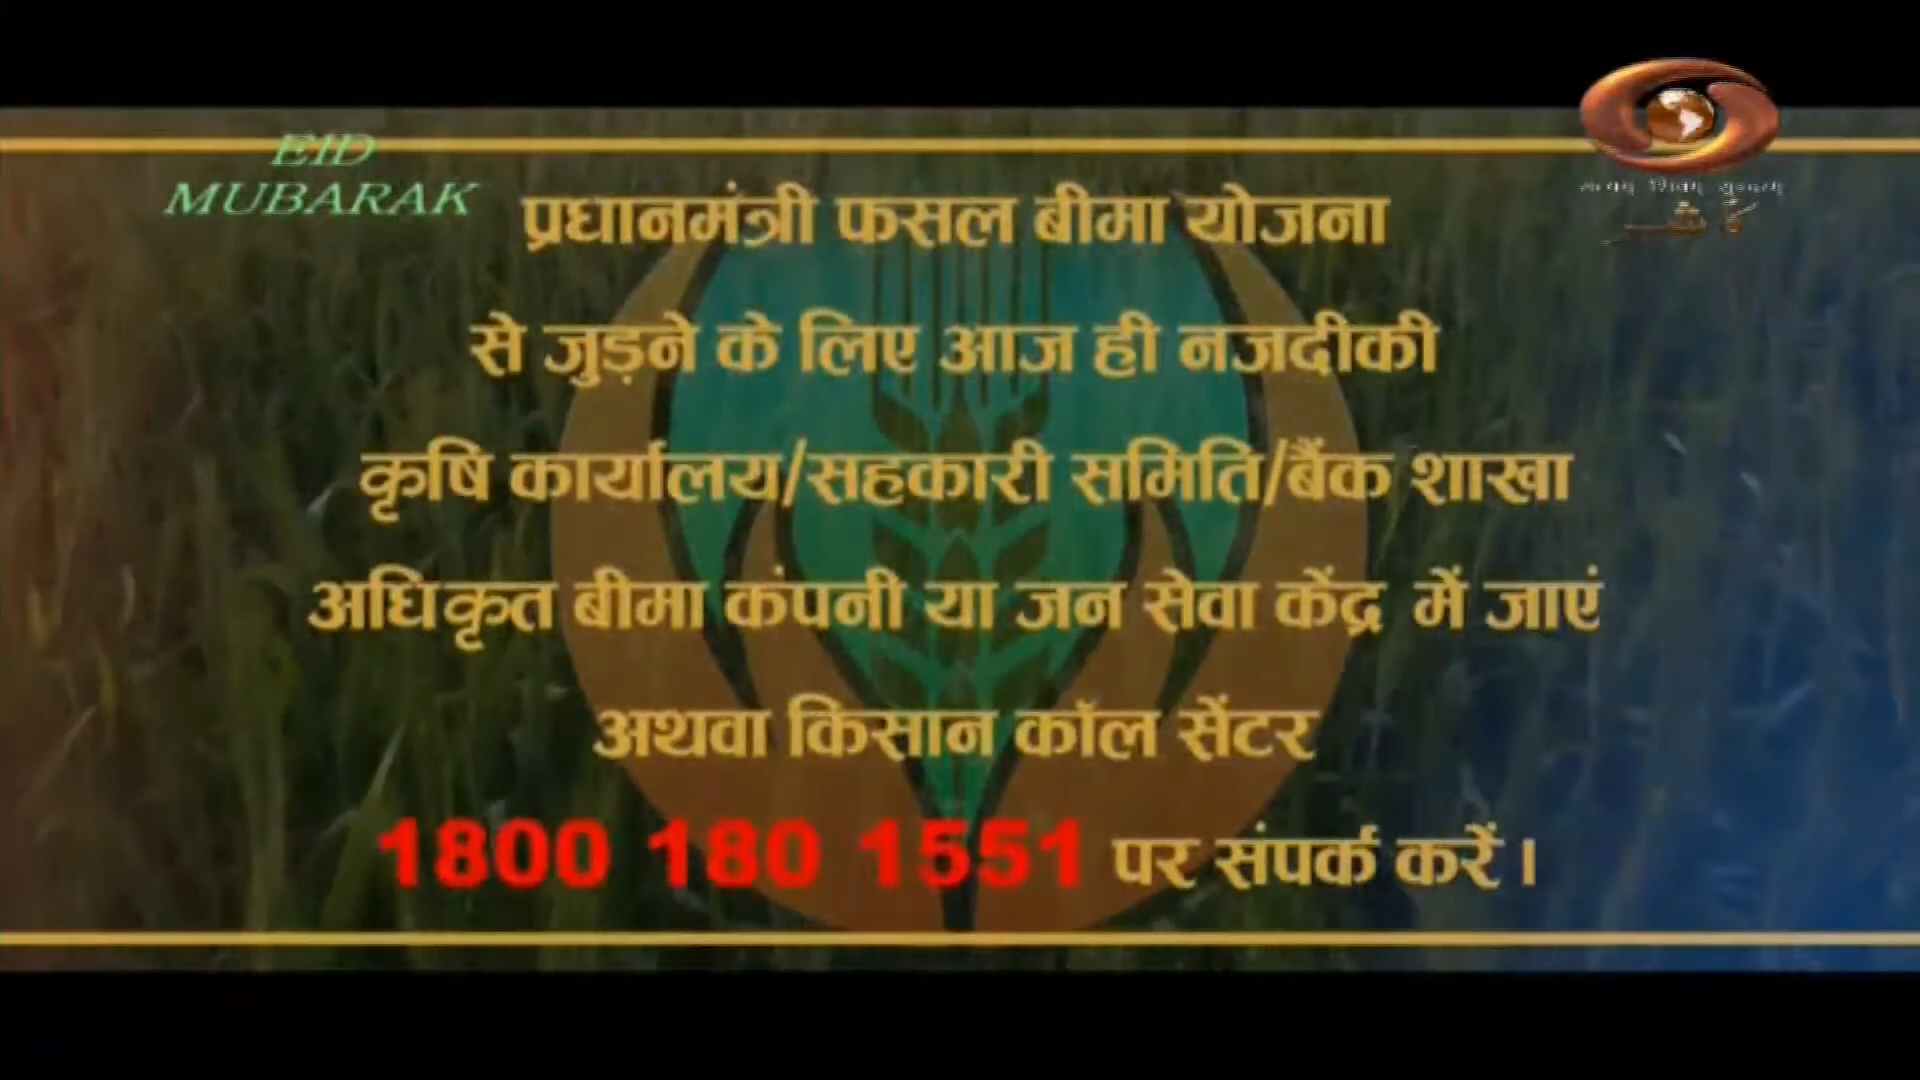 EID
MUBARAK
प्रधानमंत्री फसल बीमा योजना
से जुड़ने के लिए आज ही नजदीकी
कृषि कार्यालय/सहकारी समिति/बैंक शाखा
अधिकृत बीमा कंपनी या जन सेवा केंद्र में जाएं
अथवा किसान कॉल सेंटर
1800 180 1551 पर संपर्क करें।